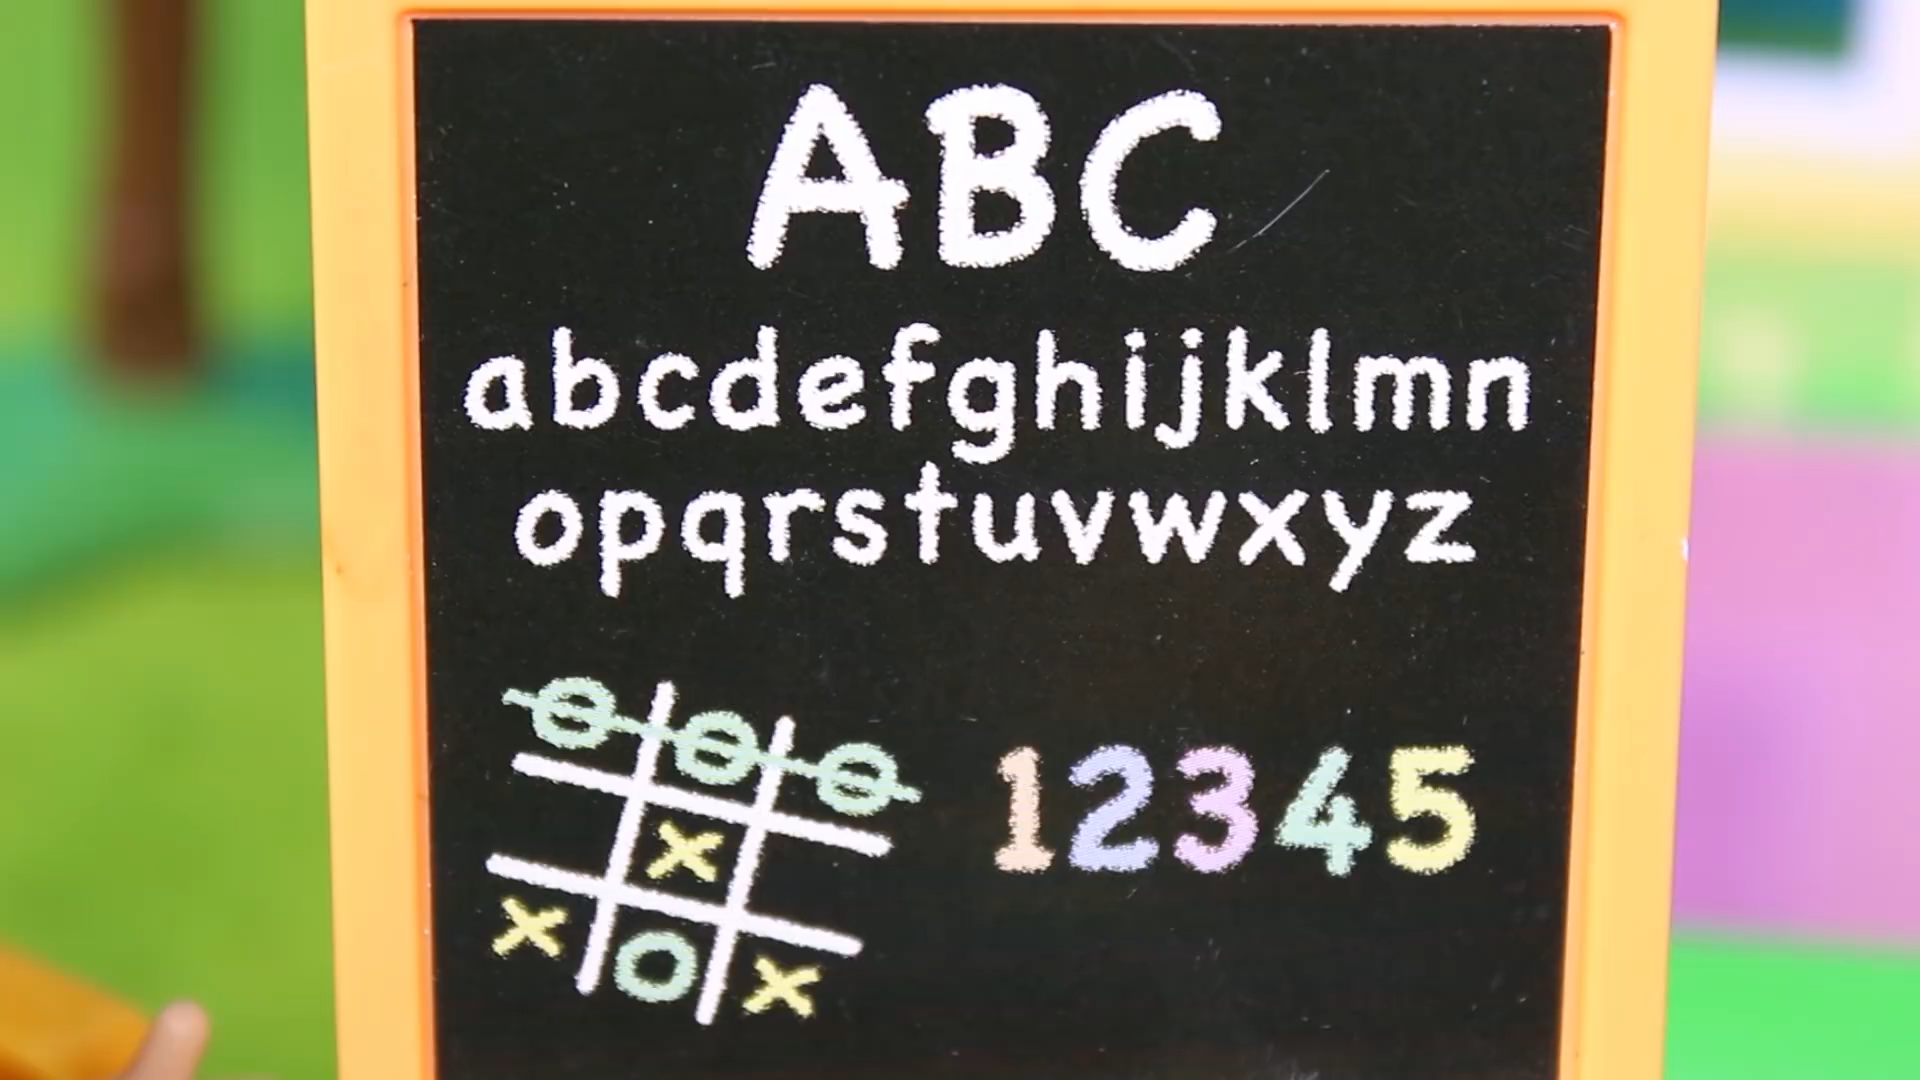 ABC
abcdefghijklmn
opqrstuvwxyz
O O O
X
X O X
12345